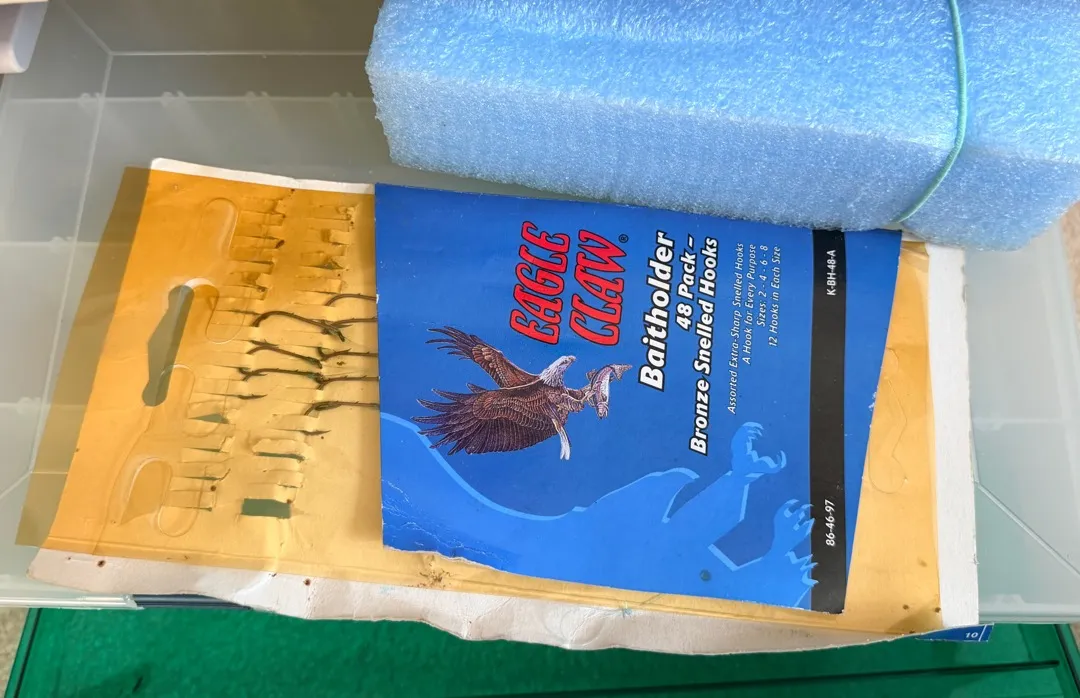 EAGLE
CLAW®
Baitholder
48 Pack –
Bronze Snelled Hooks
Assorted Extra-Sharp Snelled Hooks
A Hook for Every Purpose
Sizes: 2 - 4 - 6 - 8
12 Hooks in Each Size
K-BH-48-A
86-46-97
10